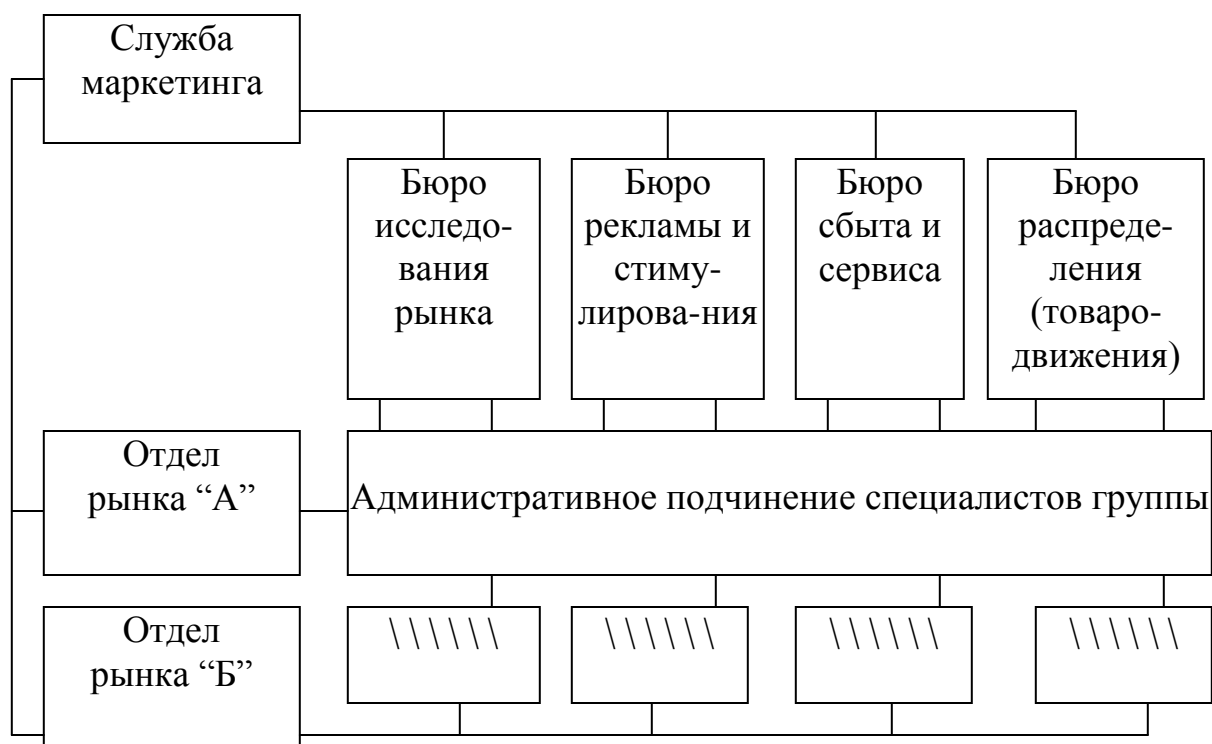 Служба
маркетинга
Бюро
исследо-
вания
рынка
Бюро
рекламы и
стиму-
лирова-ния
Бюро
сбыта и
сервиса
Бюро
распреде-
ления
(товаро-
движения)
Отдел
рынка “А”
Административное подчинение специалистов группы
Отдел
рынка “Б”
\ \ \ \ \ \
\ \ \ \ \ \
\ \ \ \ \ \
\ \ \ \ \ \